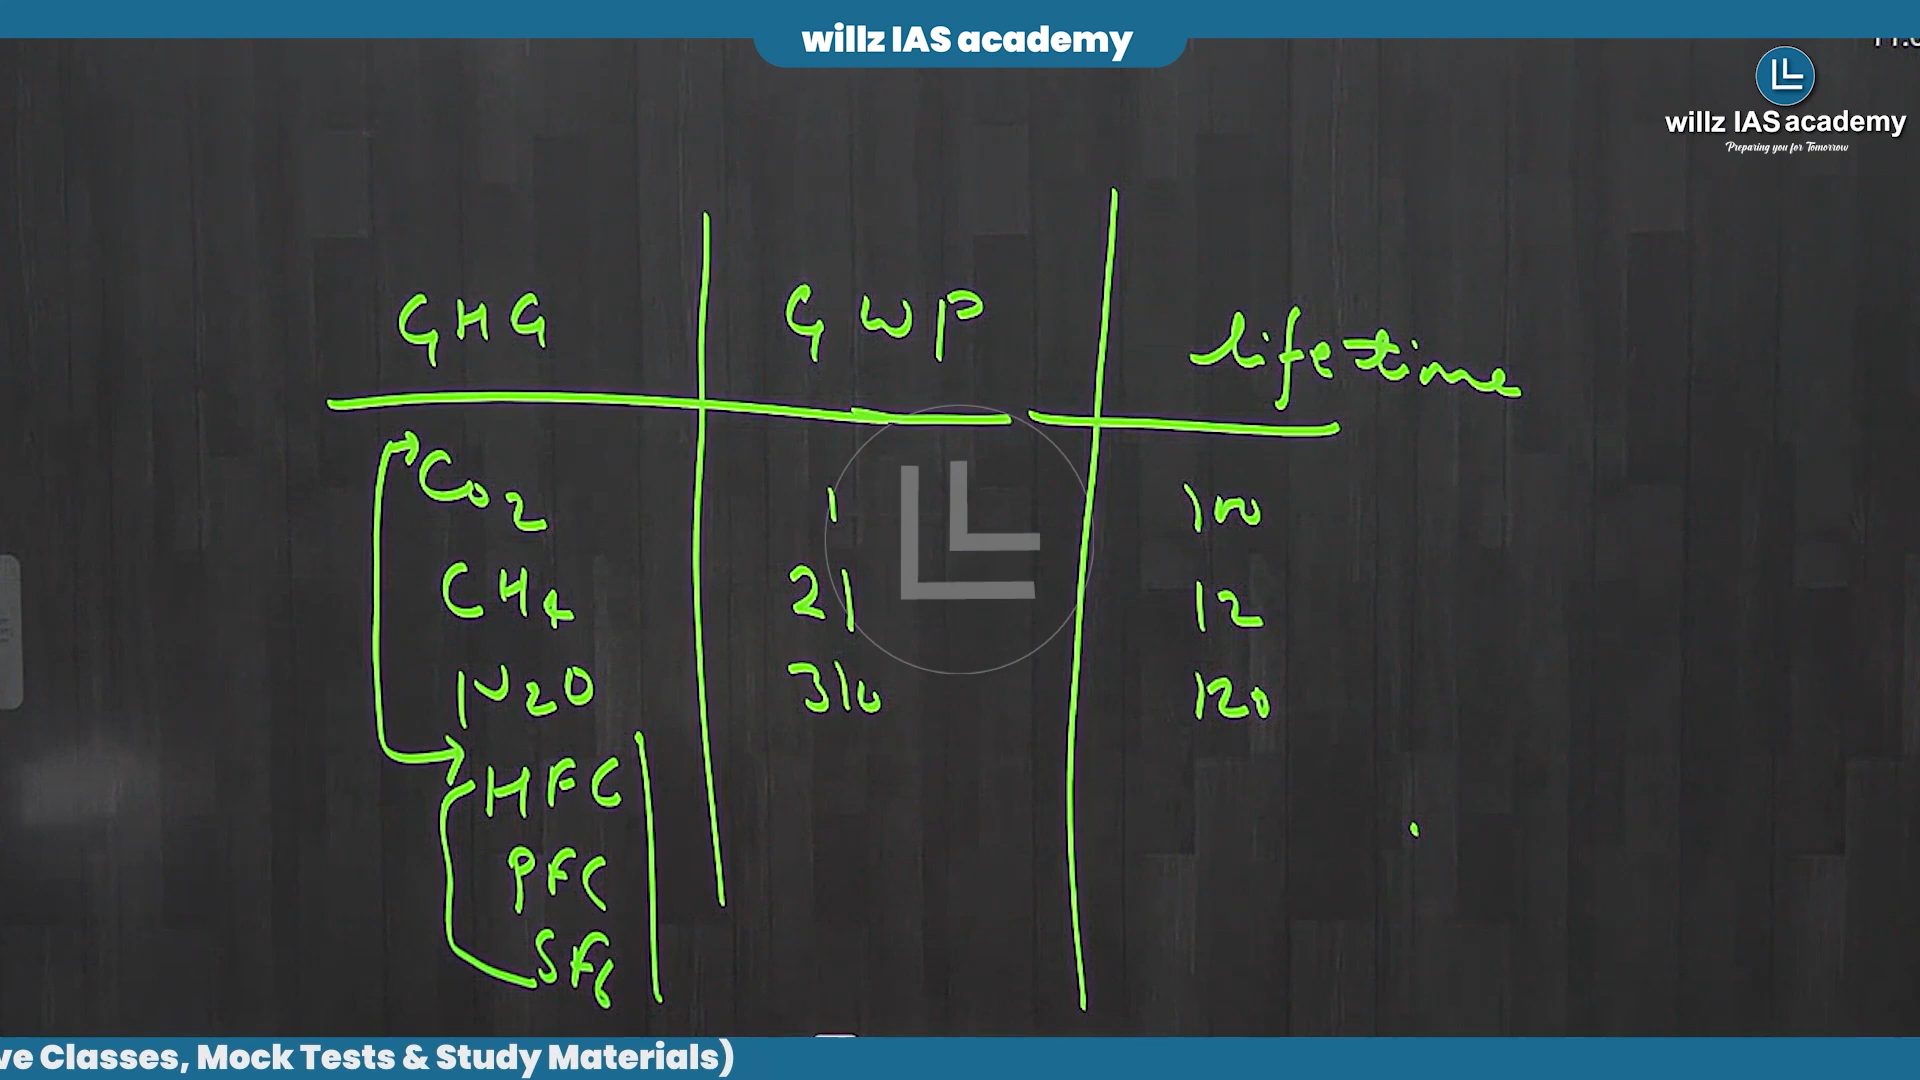 willz IAS academy
willz IAS academy
Preparing you for Tomorrow
GHG GWP lifetime
CO2 1 100
CH4 21 12
N2O 310 120
HFC
PFC
SF6
ve Classes, Mock Tests & Study Materials)